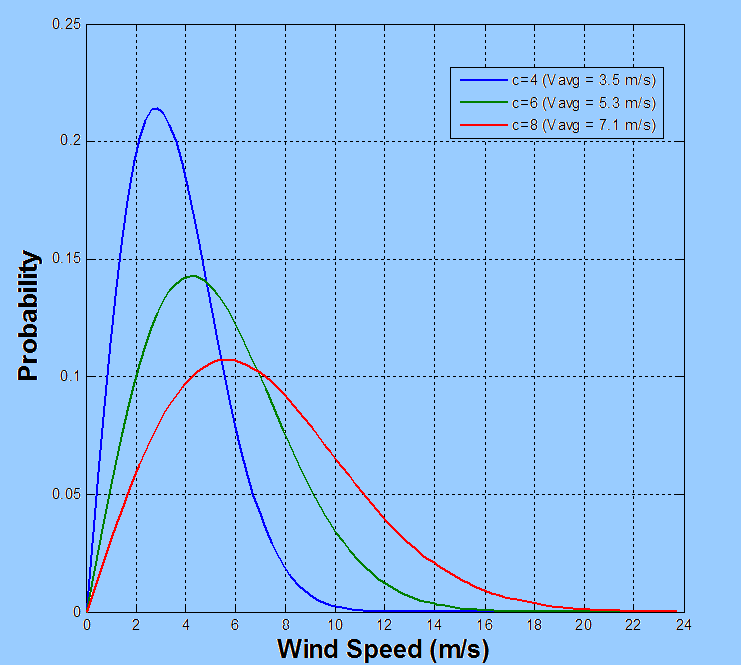 0.25
0.2
0.15
0.1
0.05
0
c=4 (Vavg = 3.5 m/s)
c=6 (Vavg = 5.3 m/s)
c=8 (Vavg = 7.1 m/s)
Probability
0 2 4 6 8 10 12 14 16 18 20 22 24
Wind Speed (m/s)